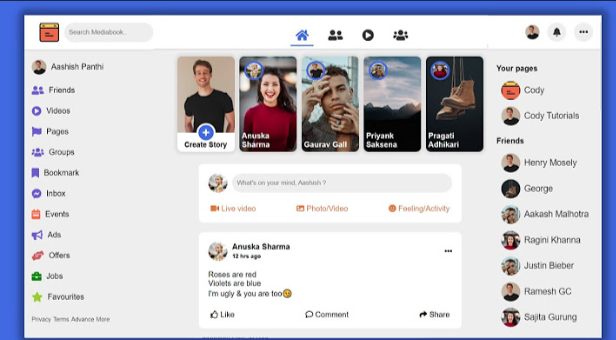 Search Mediabook..
Aashish Panthi
Friends
Videos
Pages
Groups
Bookmark
Inbox
Events
Ads
Offers
Jobs
Favourites
Privacy Terms Advance More
Create Story
Anuska
Sharma
Gaurav Gall
Priyank
Saksena
Pragati
Adhikari
What's on your mind, Aashish ?
Live video
Photo/Video
Feeling/Activity
Anuska Sharma
12 hrs ago
Roses are red
Violets are blue
I'm ugly & you are too😉
Like
Comment
Share
Your pages
Cody
Cody Tutorials
Friends
Henry Mosely
George
Aakash Malhotra
Ragini Khanna
Justin Bieber
Ramesh GC
Sajita Gurung